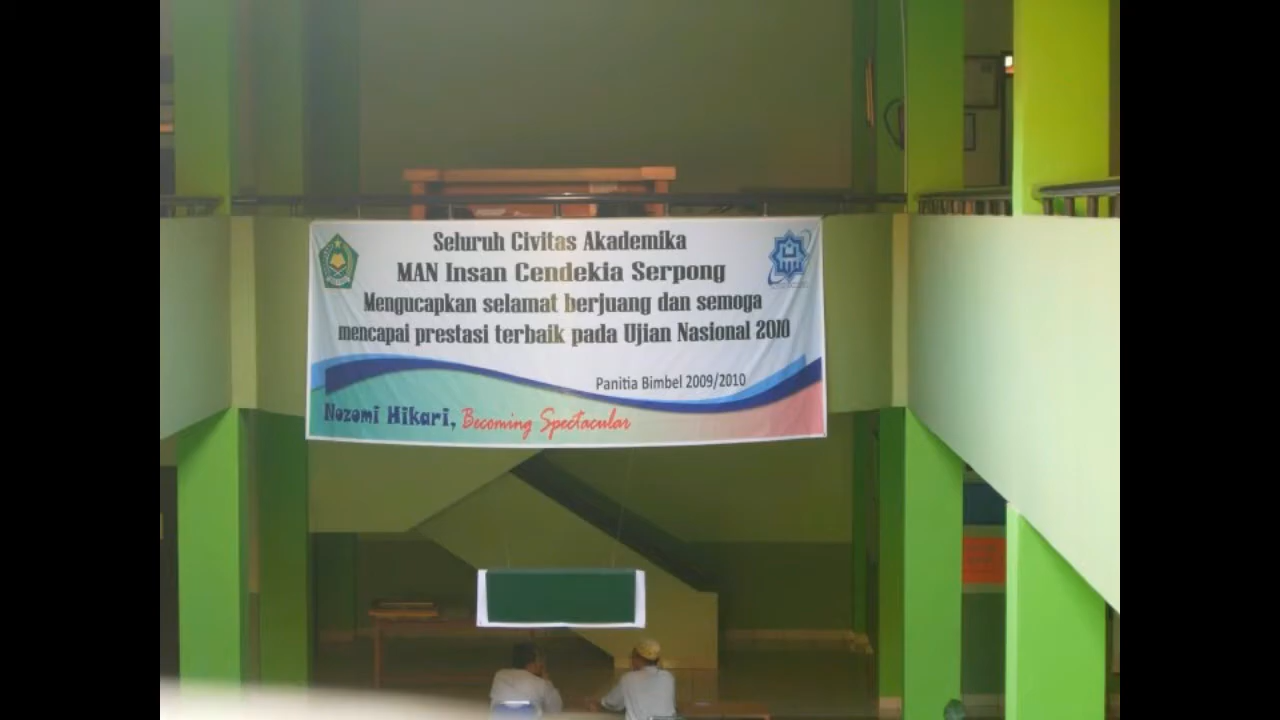 Seluruh Civitas Akademika
MAN Insan Cendekia Serpong
Mengucapkan selamat berjuang dan semoga
mencapai prestasi terbaik pada Ujian Nasional 2010
Panitia Bimbel 2009/2010
Nozomi Hikari, Becoming Spectacular